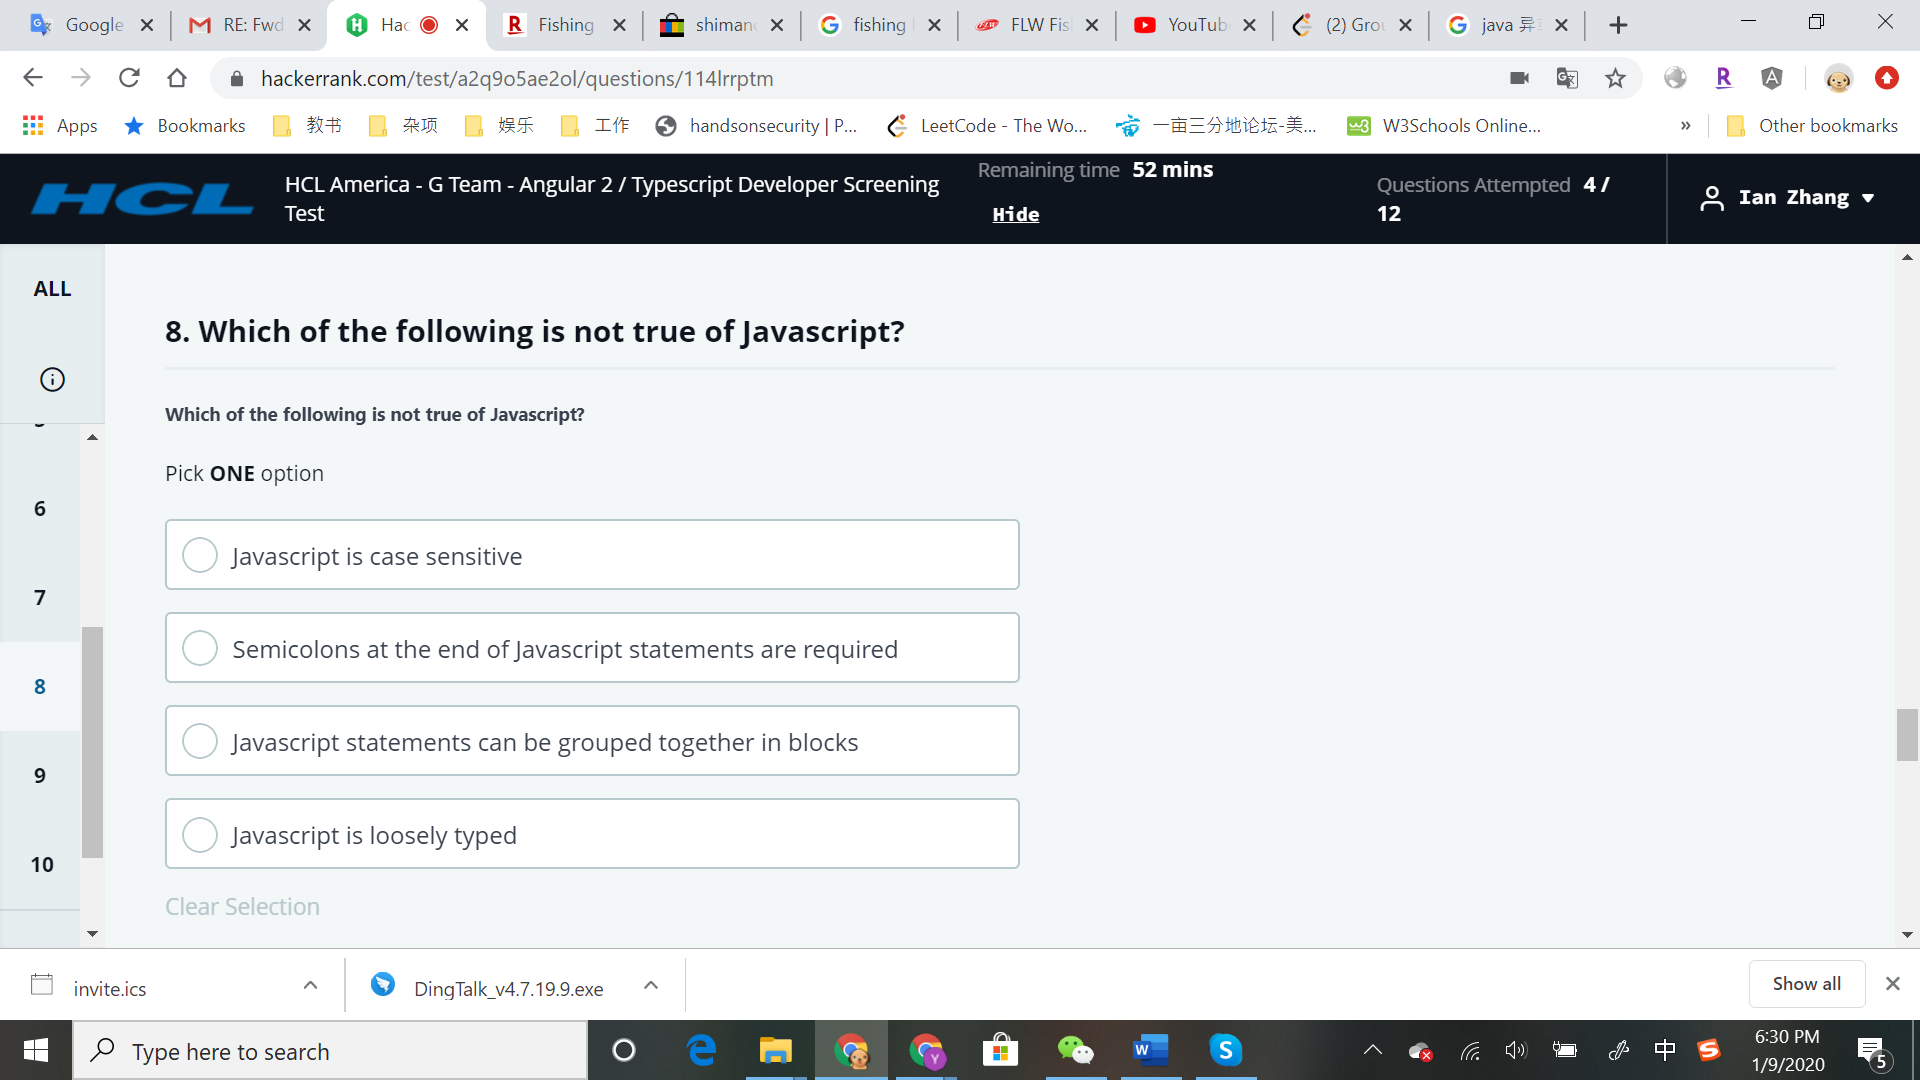 Google
RE: Fwd
Hac
Fishing
shiman
fishing
FLW Fis
YouTub
(2) Grou
java 异
hackerrank.com/test/a2q9o5ae2ol/questions/114lrrptm
Apps
Bookmarks
教书
杂项
娱乐
工作
handsonsecurity | P...
LeetCode - The Wo...
一亩三分地论坛-美...
W3Schools Online...
»
Other bookmarks
HCL
HCL America - G Team - Angular 2 / Typescript Developer Screening
Test
Remaining time 52 mins
Hide
Questions Attempted 4 /
12
Ian Zhang
ALL
6
7
8
9
10
8. Which of the following is not true of Javascript?
Which of the following is not true of Javascript?
Pick ONE option
Javascript is case sensitive
Semicolons at the end of Javascript statements are required
Javascript statements can be grouped together in blocks
Javascript is loosely typed
Clear Selection
invite.ics
DingTalk_v4.7.19.9.exe
Show all
Type here to search
中
6:30 PM
1/9/2020
5